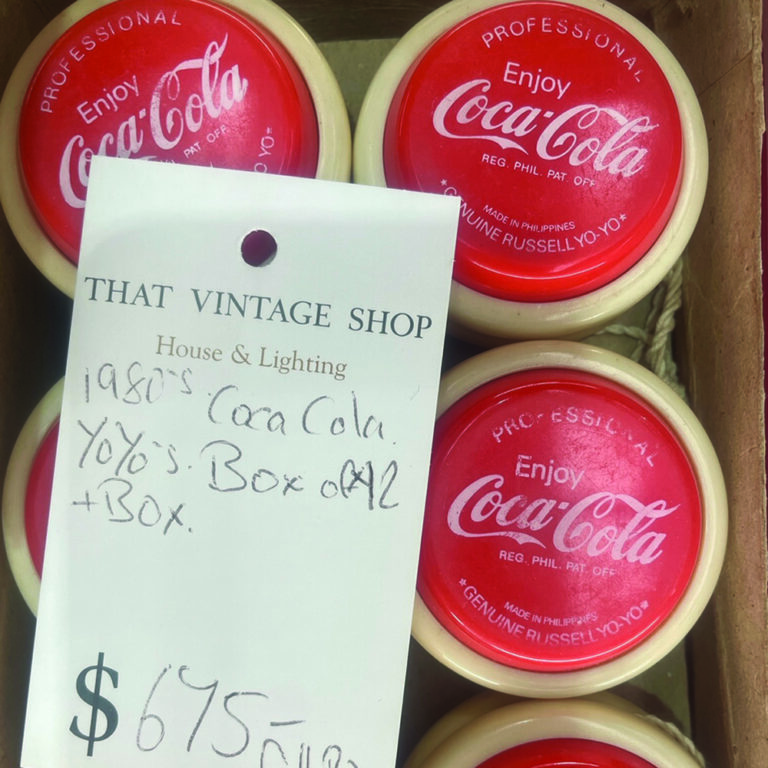 PROFESSIONAL
Enjoy
Coca-Cola
PAT. OFF
O YO*
PROFESSIONAL
Enjoy
Coca-Cola
REG. PHIL. PAT. OFF
MADE IN PHILIPPINES
*GENUINE RUSSELL YO-YO*
THAT VINTAGE SHOP
House & Lighting
1980's Coca Cola.
YoYo's. Box of 12
+Box.
$675
PROFESSIONAL
Enjoy
Coca-Cola
REG. PHIL. PAT. OFF
MADE IN PHILIPPINES
*GENUINE RUSSELL YO-YO*